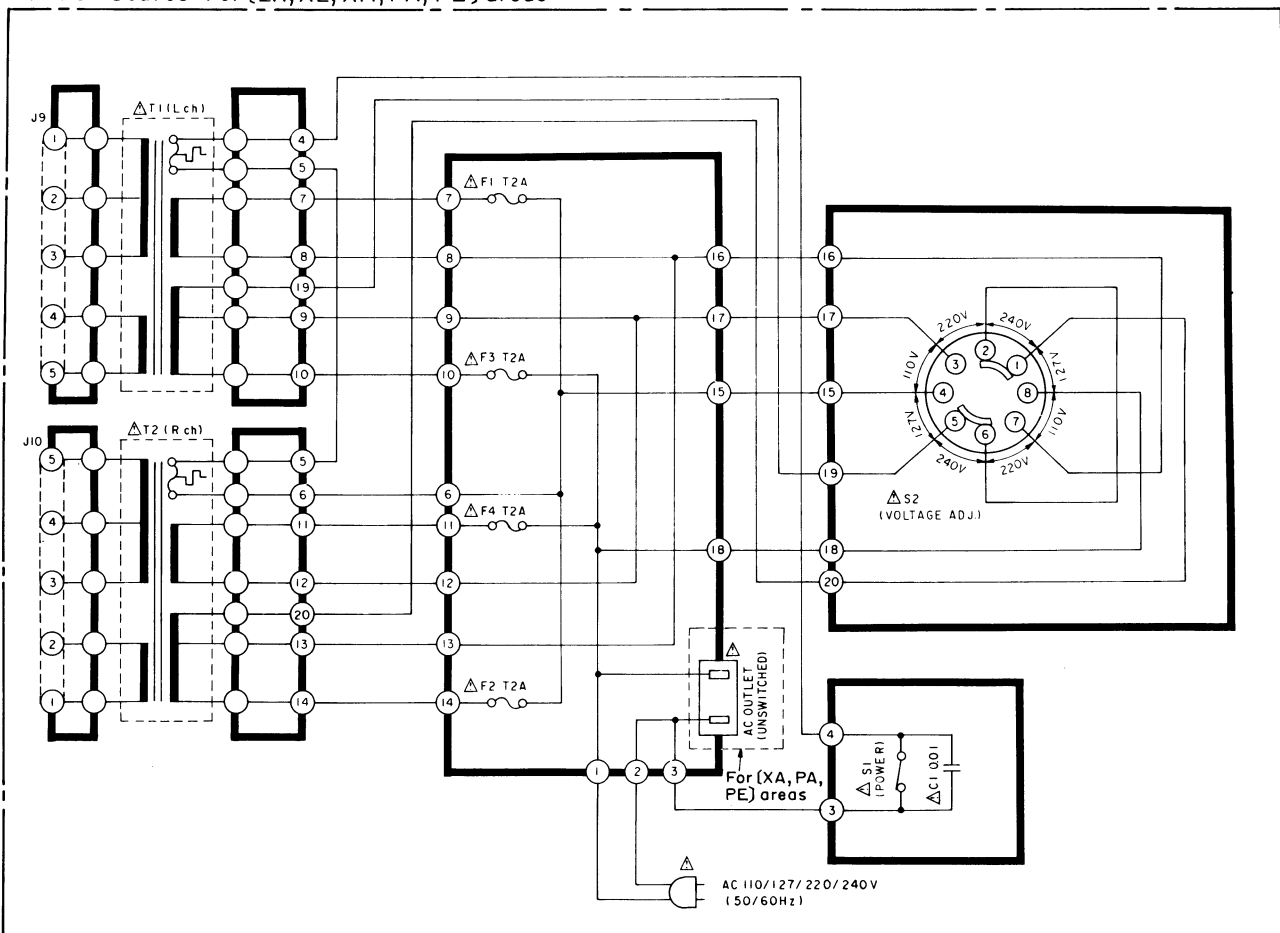 J9
⚠T1(Lch)
1
2
3
4
5
4
5
7
8
19
9
10
J10
⚠T2(Rch)
5
4
3
2
1
5
6
11
12
20
13
14
7
⚠F1 T2A
8
9
10
⚠F3 T2A
6
11
⚠F4 T2A
12
13
14
⚠F2 T2A
16
17
15
18
⚠
AC OUTLET
(UNSWITCHED)
1
2
3
For (XA, PA,
PE) areas
16
17
15
19
18
20
220V
240V
110V
127V
127V
110V
240V
220V
2
1
3
4
8
5
7
6
⚠S2
(VOLTAGE ADJ.)
4
3
⚠S1
(POWER)
⚠C1 0.01
⚠
AC 110/127/220/240V
(50/60Hz)